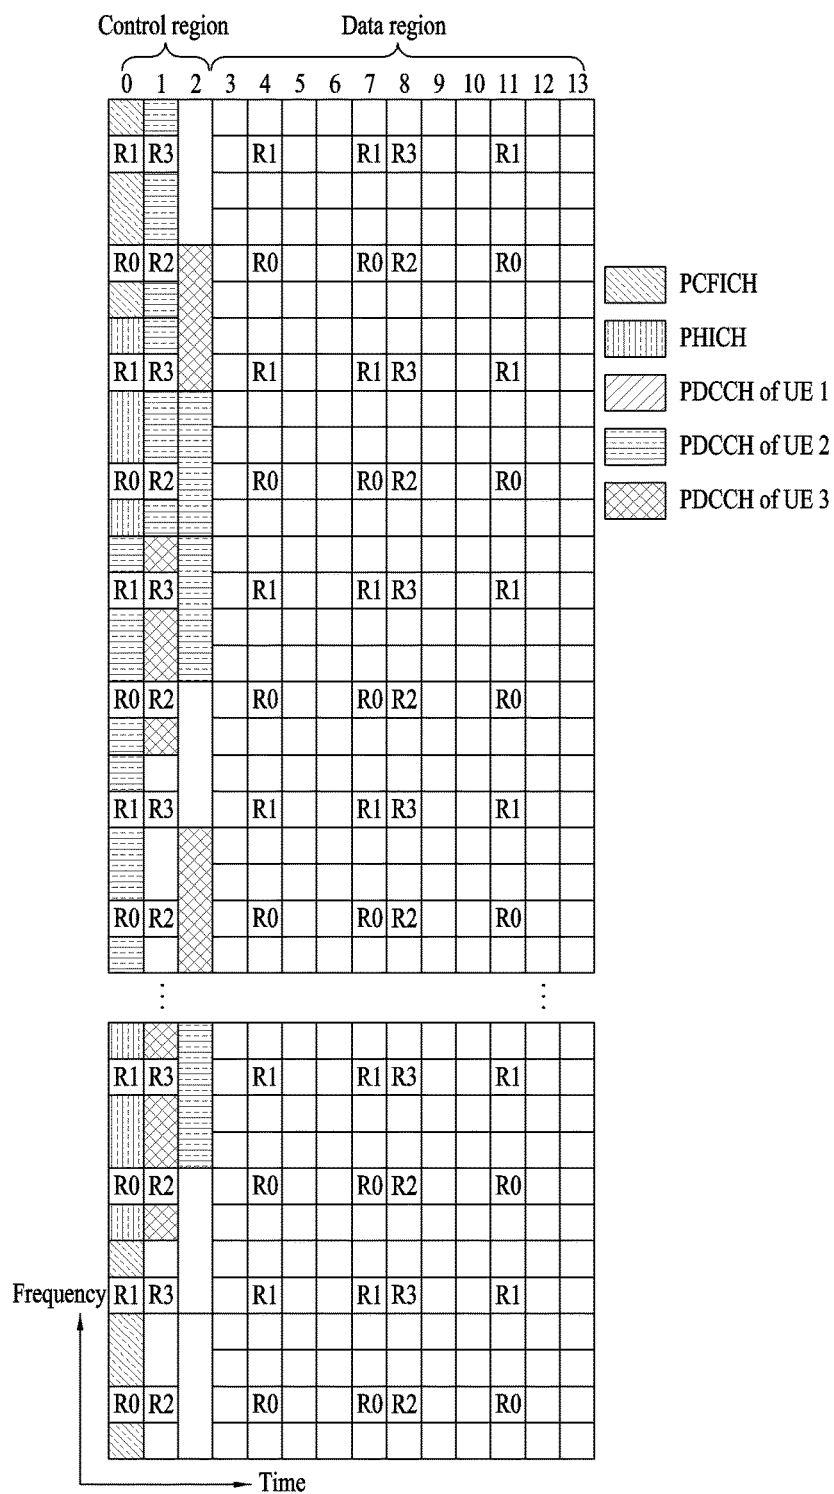 Control region Data region
0 1 2 3 4 5 6 7 8 9 10 11 12 13
R1 R3 R1 R1 R3 R1
R0 R2 R0 R0 R2 R0
PCFICH
PHICH
R1 R3 R1 R1 R3 R1
PDCCH of UE 1
PDCCH of UE 2
R0 R2 R0 R0 R2 R0
PDCCH of UE 3
R1 R3 R1 R1 R3 R1
R0 R2 R0 R0 R2 R0
R1 R3 R1 R1 R3 R1
R0 R2 R0 R0 R2 R0
R1 R3 R1 R1 R3 R1
R0 R2 R0 R0 R2 R0
Frequency R1 R3 R1 R1 R3 R1
R0 R2 R0 R0 R2 R0
Time